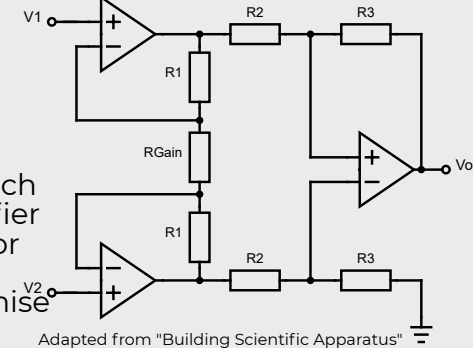 V1
R2
R3
+
−
R1
RGain
+
−
Vo
ch
fier
or
R1
R2
R3
−
+
V2
nise
Adapted from "Building Scientific Apparatus"